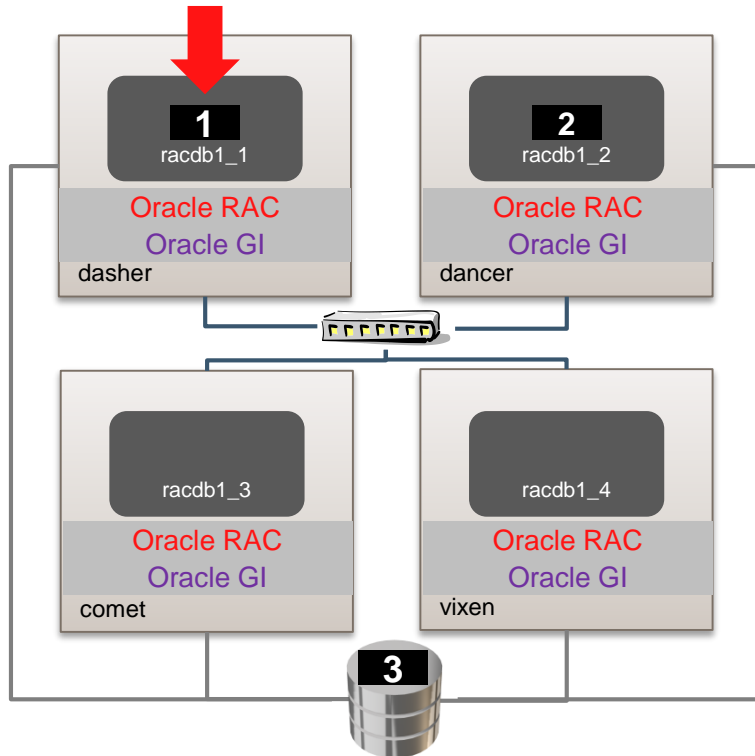 1
racdb1_1
Oracle RAC
Oracle GI
dasher
2
racdb1_2
Oracle RAC
Oracle GI
dancer
racdb1_3
Oracle RAC
Oracle GI
comet
racdb1_4
Oracle RAC
Oracle GI
vixen
3